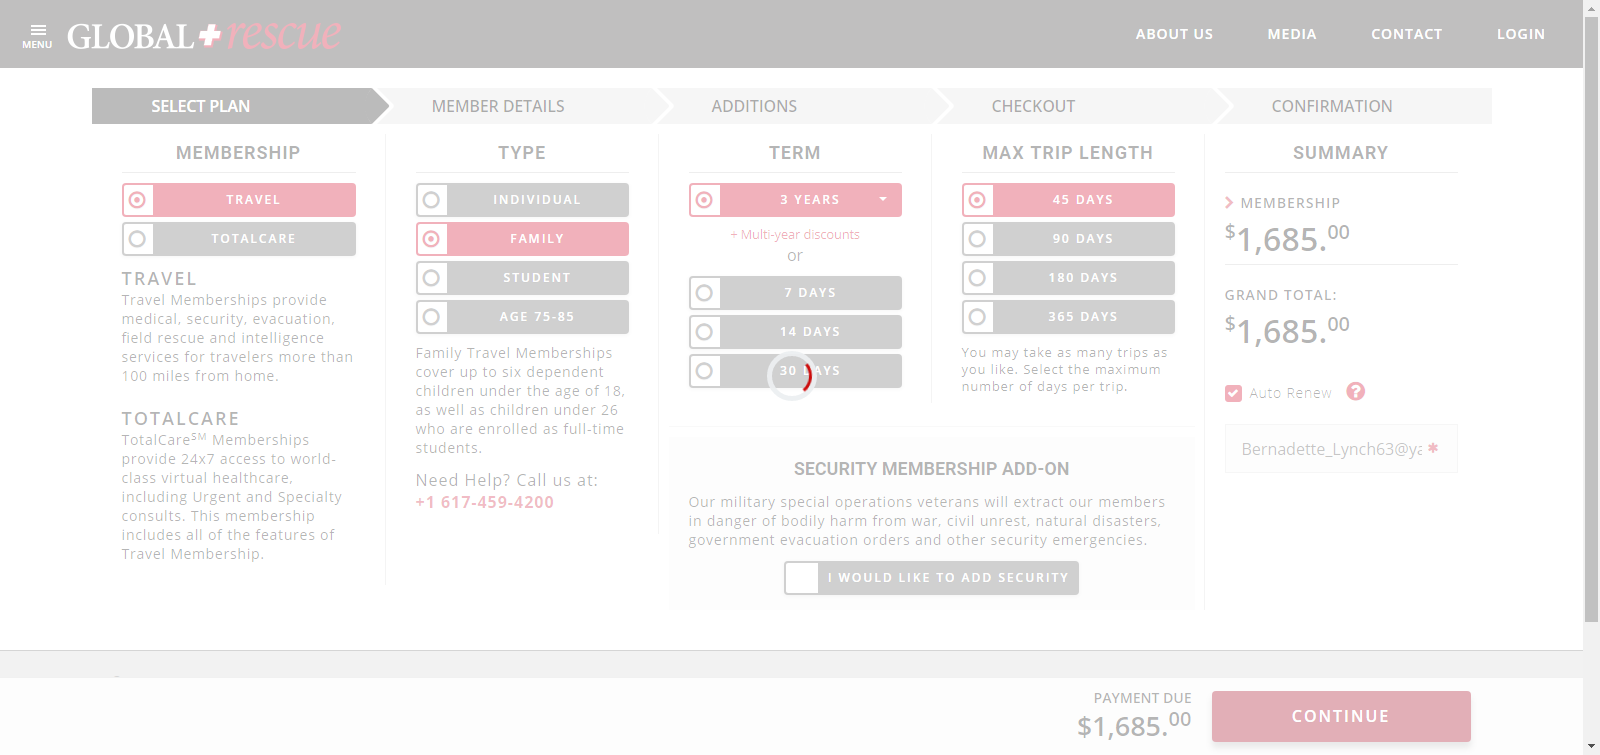 MENU
GLOBAL rescue
ABOUT US
MEDIA
CONTACT
LOGIN
SELECT PLAN
MEMBER DETAILS
ADDITIONS
CHECKOUT
CONFIRMATION
MEMBERSHIP
TRAVEL
TOTALCARE
TRAVEL
Travel Memberships provide
medical, security, evacuation,
field rescue and intelligence
services for travelers more than
100 miles from home.
TOTALCARE
TotalCareSM Memberships
provide 24x7 access to world-
class virtual healthcare,
including Urgent and Specialty
consults. This membership
includes all of the features of
Travel Membership.
TYPE
INDIVIDUAL
FAMILY
STUDENT
AGE 75-85
Family Travel Memberships
cover up to six dependent
children under the age of 18,
as well as children under 26
who are enrolled as full-time
students.
Need Help? Call us at:
+1 617-459-4200
TERM
3 YEARS
+ Multi-year discounts
or
7 DAYS
14 DAYS
30 DAYS
MAX TRIP LENGTH
45 DAYS
90 DAYS
180 DAYS
365 DAYS
You may take as many trips as
you like. Select the maximum
number of days per trip.
SECURITY MEMBERSHIP ADD-ON
Our military special operations veterans will extract our members
in danger of bodily harm from war, civil unrest, natural disasters,
government evacuation orders and other security emergencies.
I WOULD LIKE TO ADD SECURITY
SUMMARY
MEMBERSHIP
$1,685.00
GRAND TOTAL:
$1,685.00
Auto Renew ?
Bernadette_Lynch63@ya *
PAYMENT DUE
$1,685.00
CONTINUE